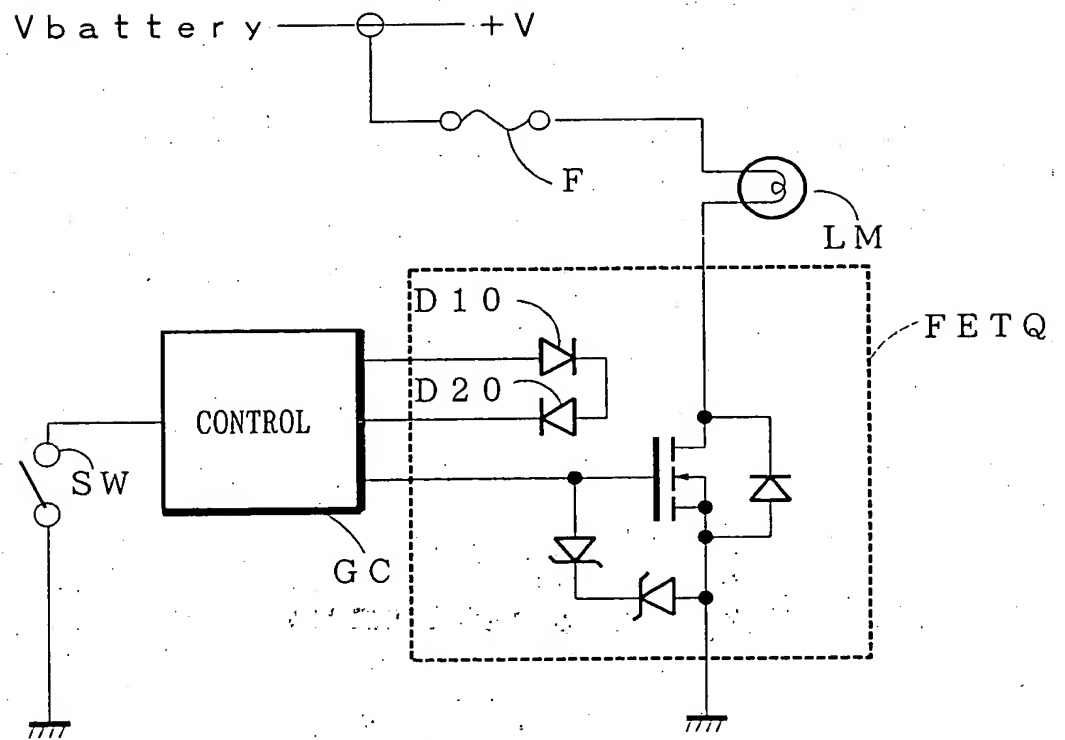 Vbattery
+V
F
LM
D10
FETQ
D20
CONTROL
SW
GC